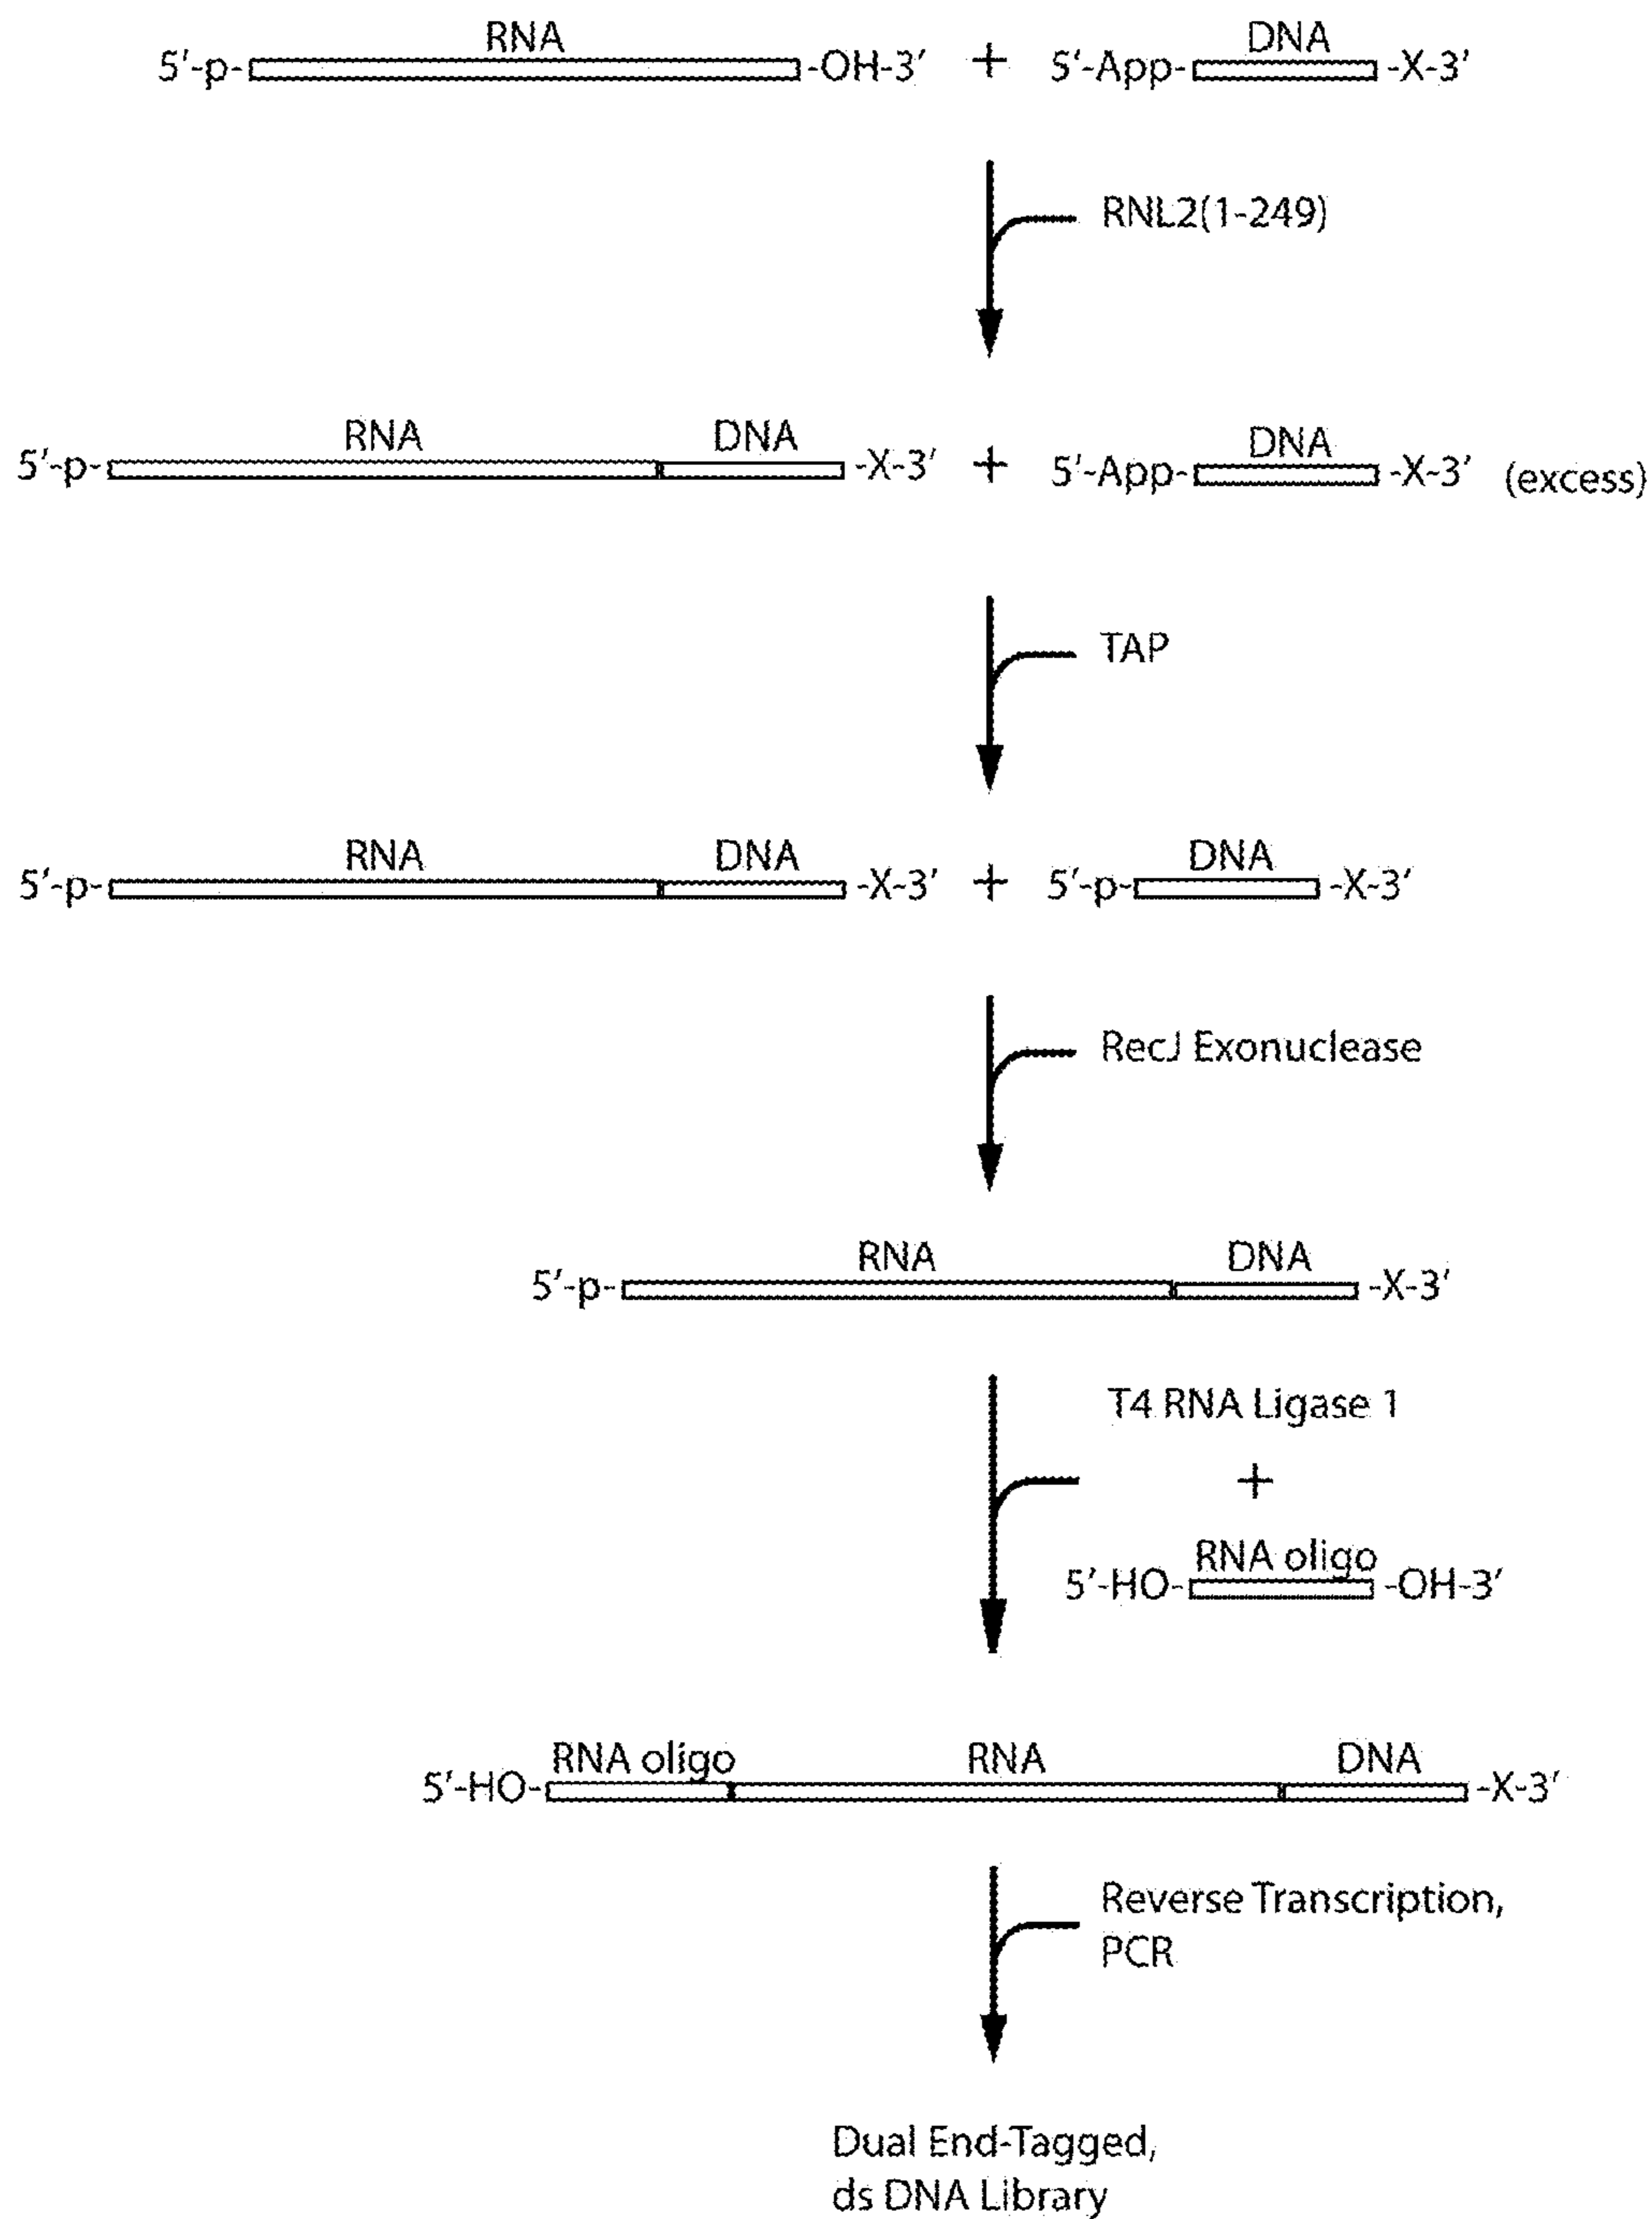 RNA DNA
5'-p- -OH-3' + 5'-App- -X-3'
RNL2(1-249)
RNA DNA DNA
5'-p- -X-3' + 5'-App- -X-3' (excess)
TAP
RNA DNA DNA
5'-p- -X-3' + 5'-p- -X-3'
RecJ Exonuclease
RNA DNA
5'-p- -X-3'
T4 RNA Ligase 1
+
RNA oligo
5'-HO- -OH-3'
RNA oligo RNA DNA
5'-HO- -X-3'
Reverse Transcription,
PCR
Dual End-Tagged,
ds DNA Library